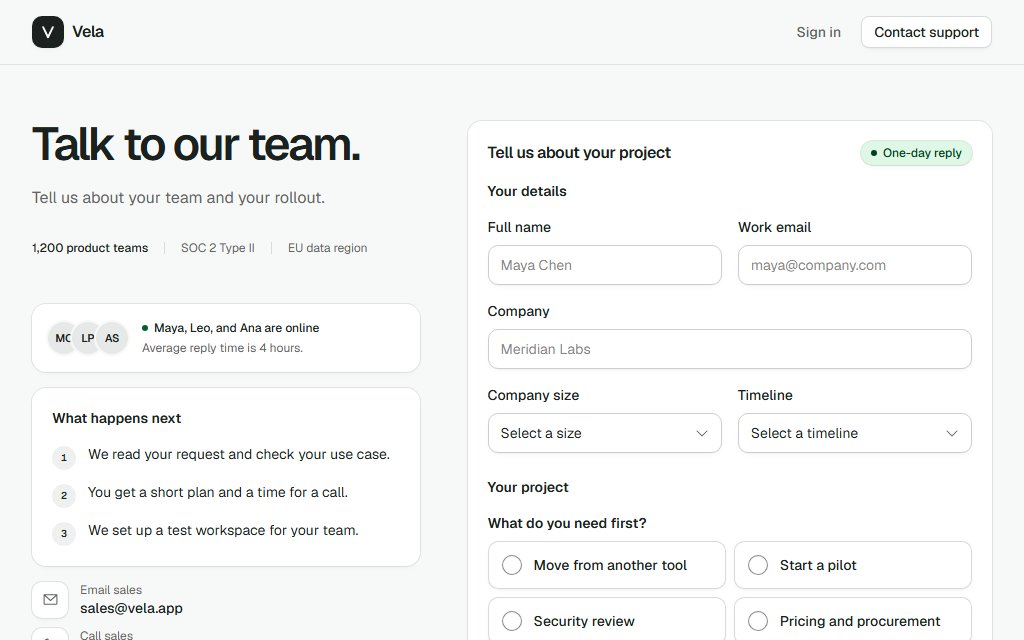 Vela
Sign in
Contact support
Talk to our team.
Tell us about your team and your rollout.
1,200 product teams
SOC 2 Type II
EU data region
MC
LP
AS
Maya, Leo, and Ana are online
Average reply time is 4 hours.
What happens next
1 We read your request and check your use case.
2 You get a short plan and a time for a call.
3 We set up a test workspace for your team.
Email sales
sales@vela.app
Call sales
Tell us about your project
One-day reply
Your details
Full name
Work email
Maya Chen
maya@company.com
Company
Meridian Labs
Company size
Timeline
Select a size
Select a timeline
Your project
What do you need first?
Move from another tool
Start a pilot
Security review
Pricing and procurement